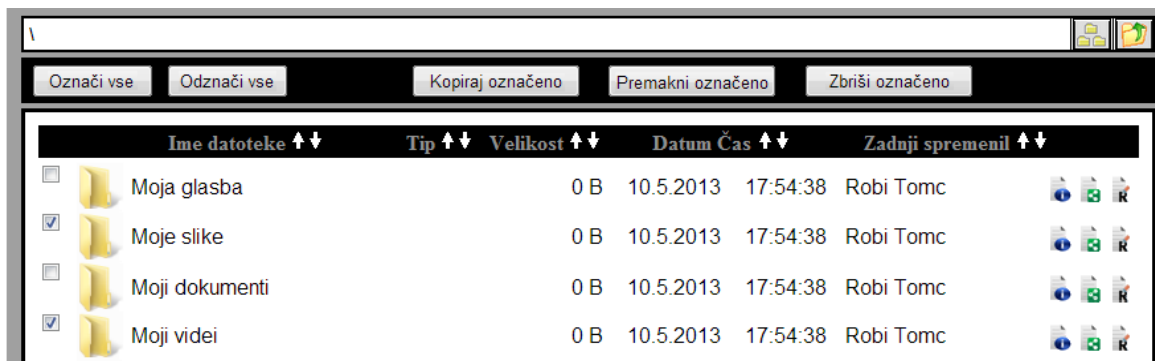 \
Označi vse Odznači vse Kopiraj označeno Premakni označeno Zbriši označeno
Ime datoteke Tip Velikost Datum Čas Zadnji spremenil
Moja glasba 0 B 10.5.2013 17:54:38 Robi Tomc
Moje slike 0 B 10.5.2013 17:54:38 Robi Tomc
Moji dokumenti 0 B 10.5.2013 17:54:38 Robi Tomc
Moji videi 0 B 10.5.2013 17:54:38 Robi Tomc